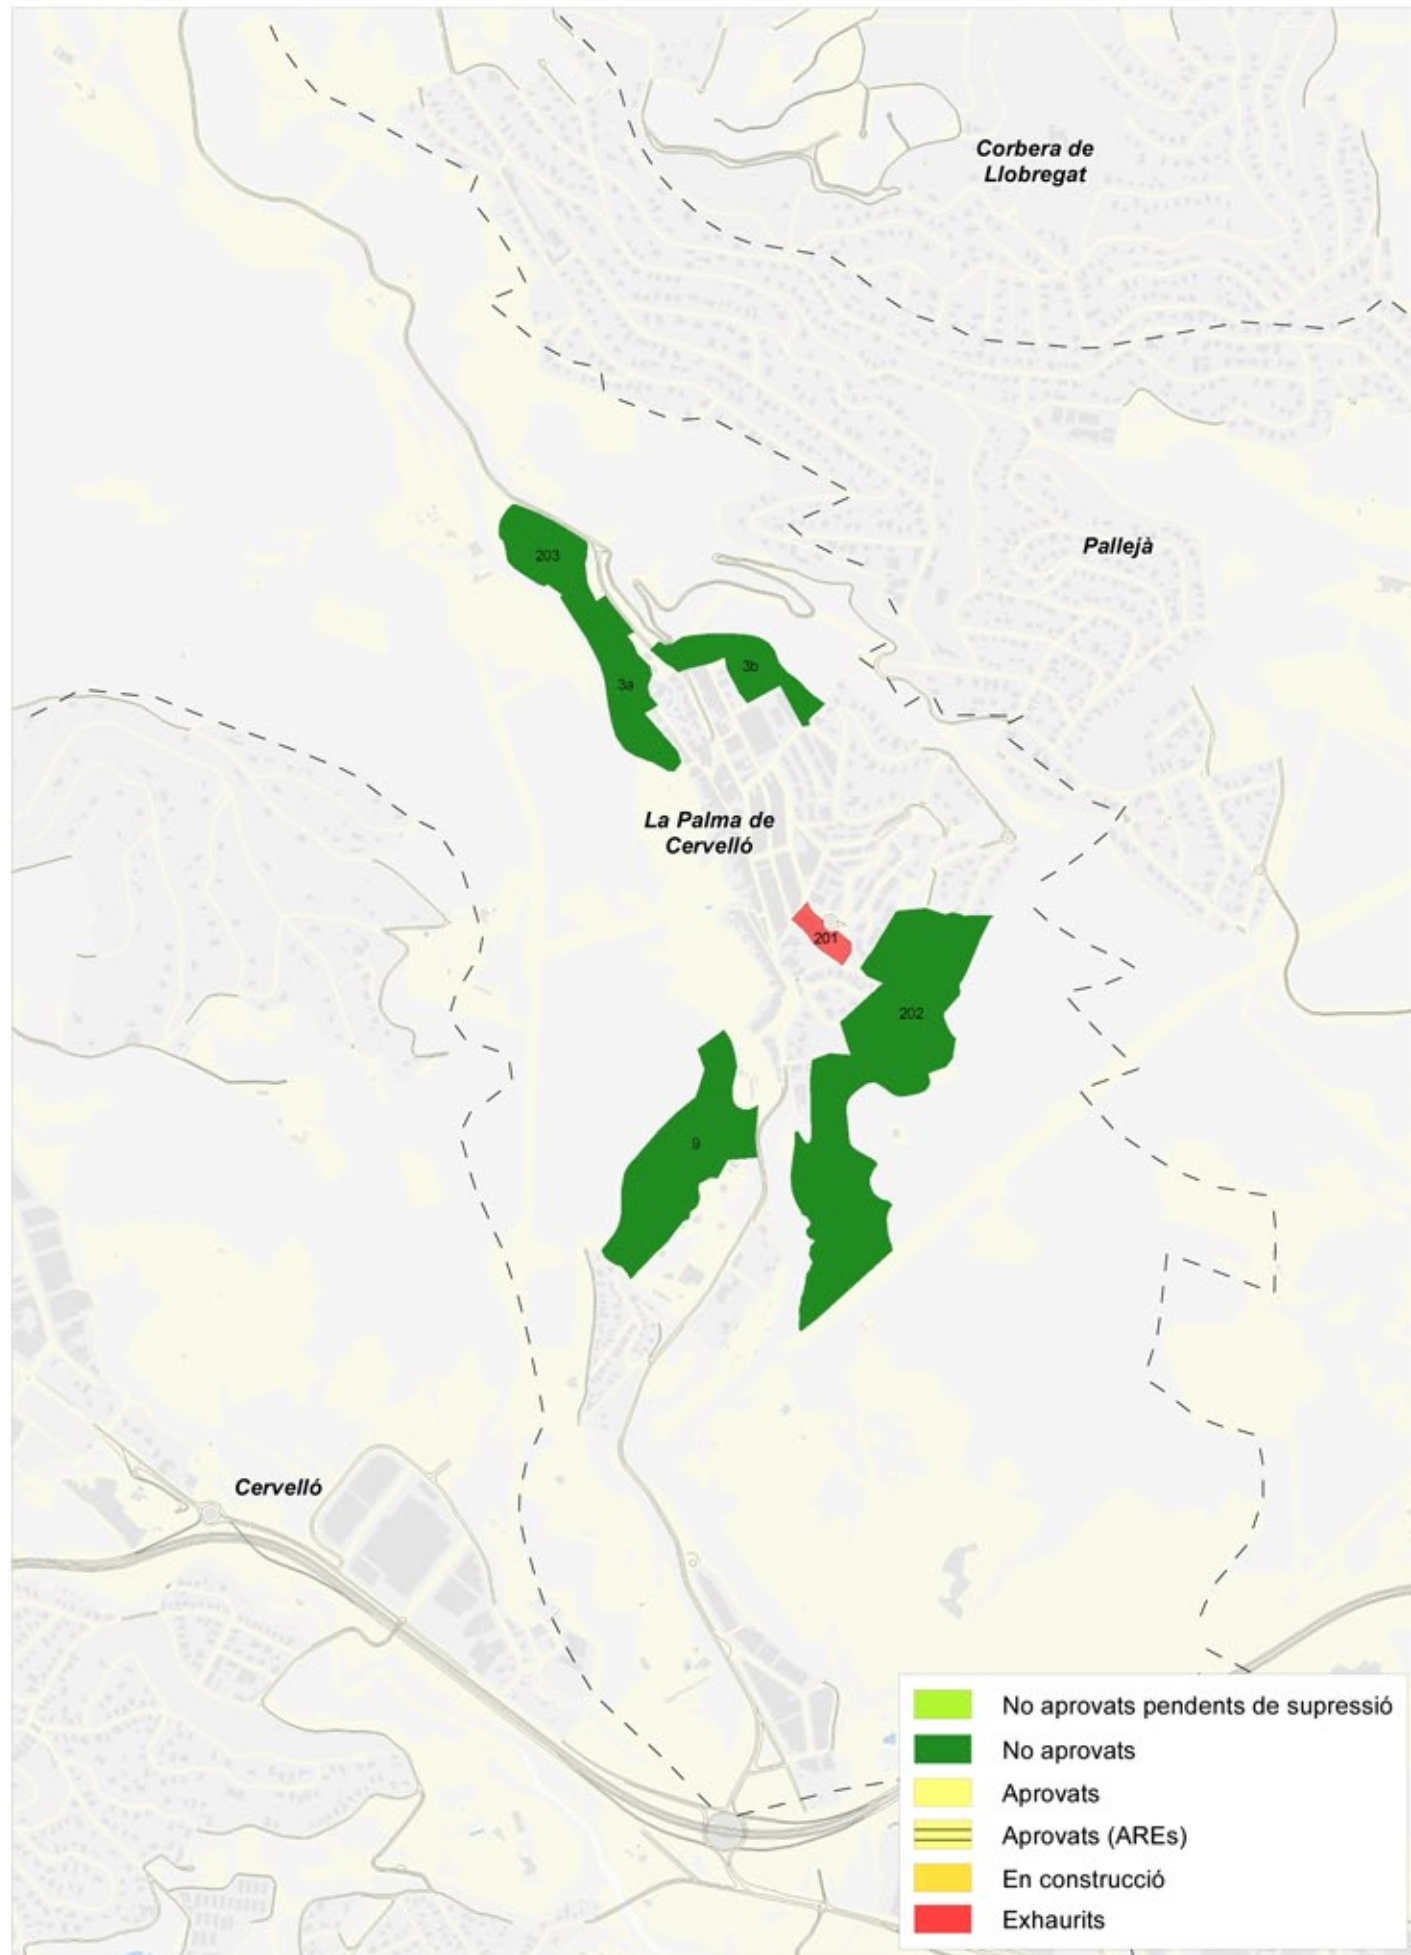 Corbera de
Llobregat
203
Pallejà
3b
3a
La Palma de
Cervelló
201
202
9
Cervelló
No aprovats pendents de supressió
No aprovats
Aprovats
Aprovats (AREs)
En construcció
Exhaurits